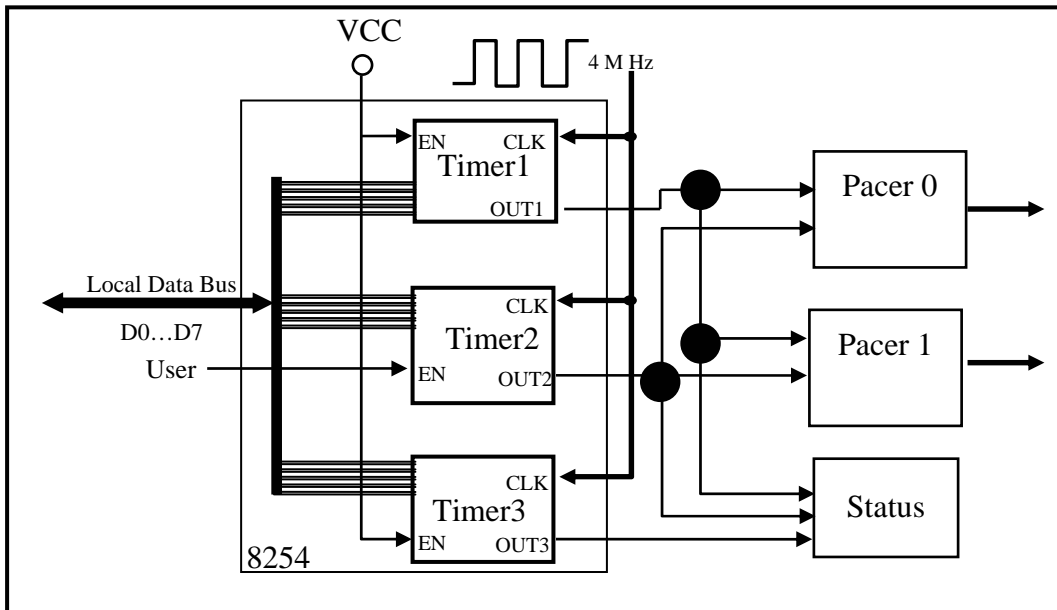 VCC
4 M Hz
EN
CLK
Timer1
OUT1
Pacer 0
Local Data Bus
D0…D7
User
CLK
Timer2
EN
OUT2
Pacer 1
CLK
Timer3
EN
OUT3
Status
8254